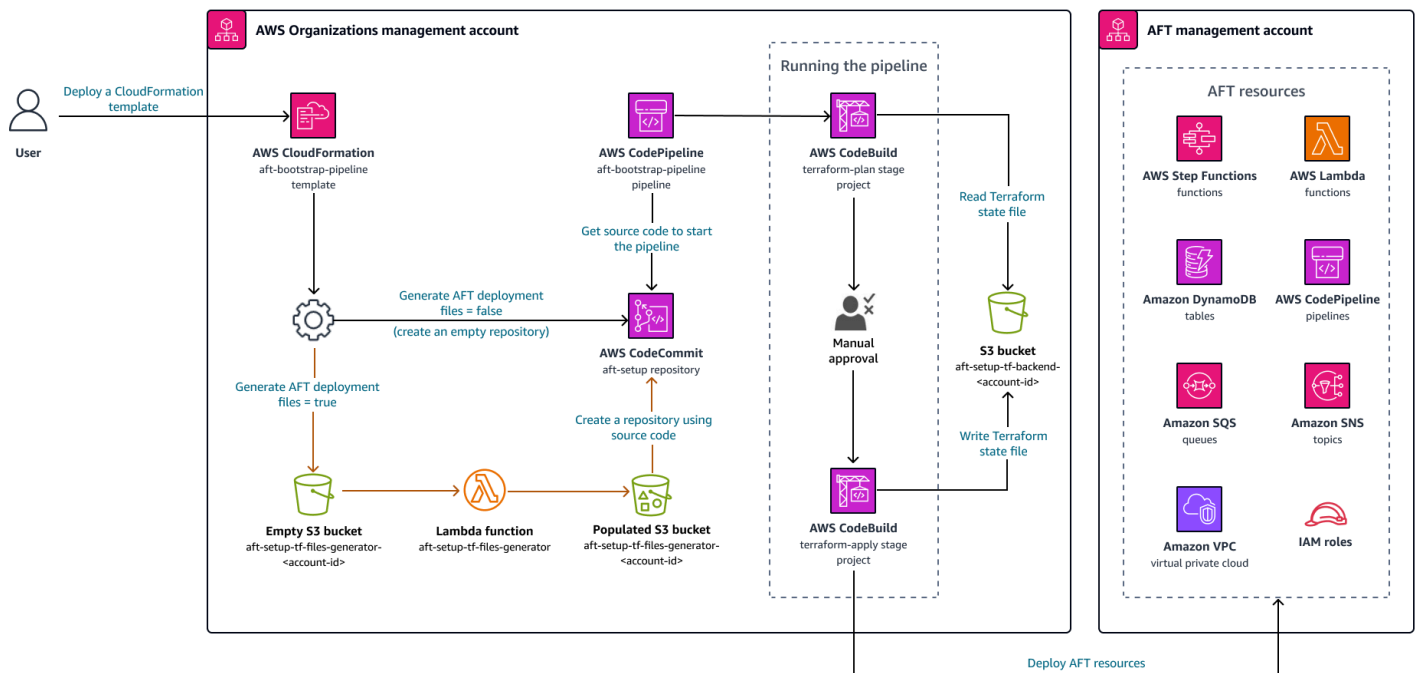 AWS Organizations management account
AFT management account
Deploy a CloudFormation
template
User
AWS CloudFormation
aft-bootstrap-pipeline
template
AWS CodePipeline
aft-bootstrap-pipeline
pipeline
Get source code to start
the pipeline
Running the pipeline
AWS CodeBuild
terraform-plan stage
project
Read Terraform
state file
Generate AFT deployment
files = false
(create an empty repository)
AWS CodeCommit
aft-setup repository
Manual
approval
S3 bucket
aft-setup-tf-backend-
<account-id>
Generate AFT deployment
files = true
Create a repository using
source code
Write Terraform
state file
Empty S3 bucket
aft-setup-tf-files-generator-
<account-id>
Lambda function
aft-setup-tf-files-generator
Populated S3 bucket
aft-setup-tf-files-generator-
<account-id>
AWS CodeBuild
terraform-apply stage
project
AFT resources
AWS Step Functions
functions
AWS Lambda
functions
Amazon DynamoDB
tables
AWS CodePipeline
pipelines
Amazon SQS
queues
Amazon SNS
topics
Amazon VPC
virtual private cloud
IAM roles
Deploy AFT resources